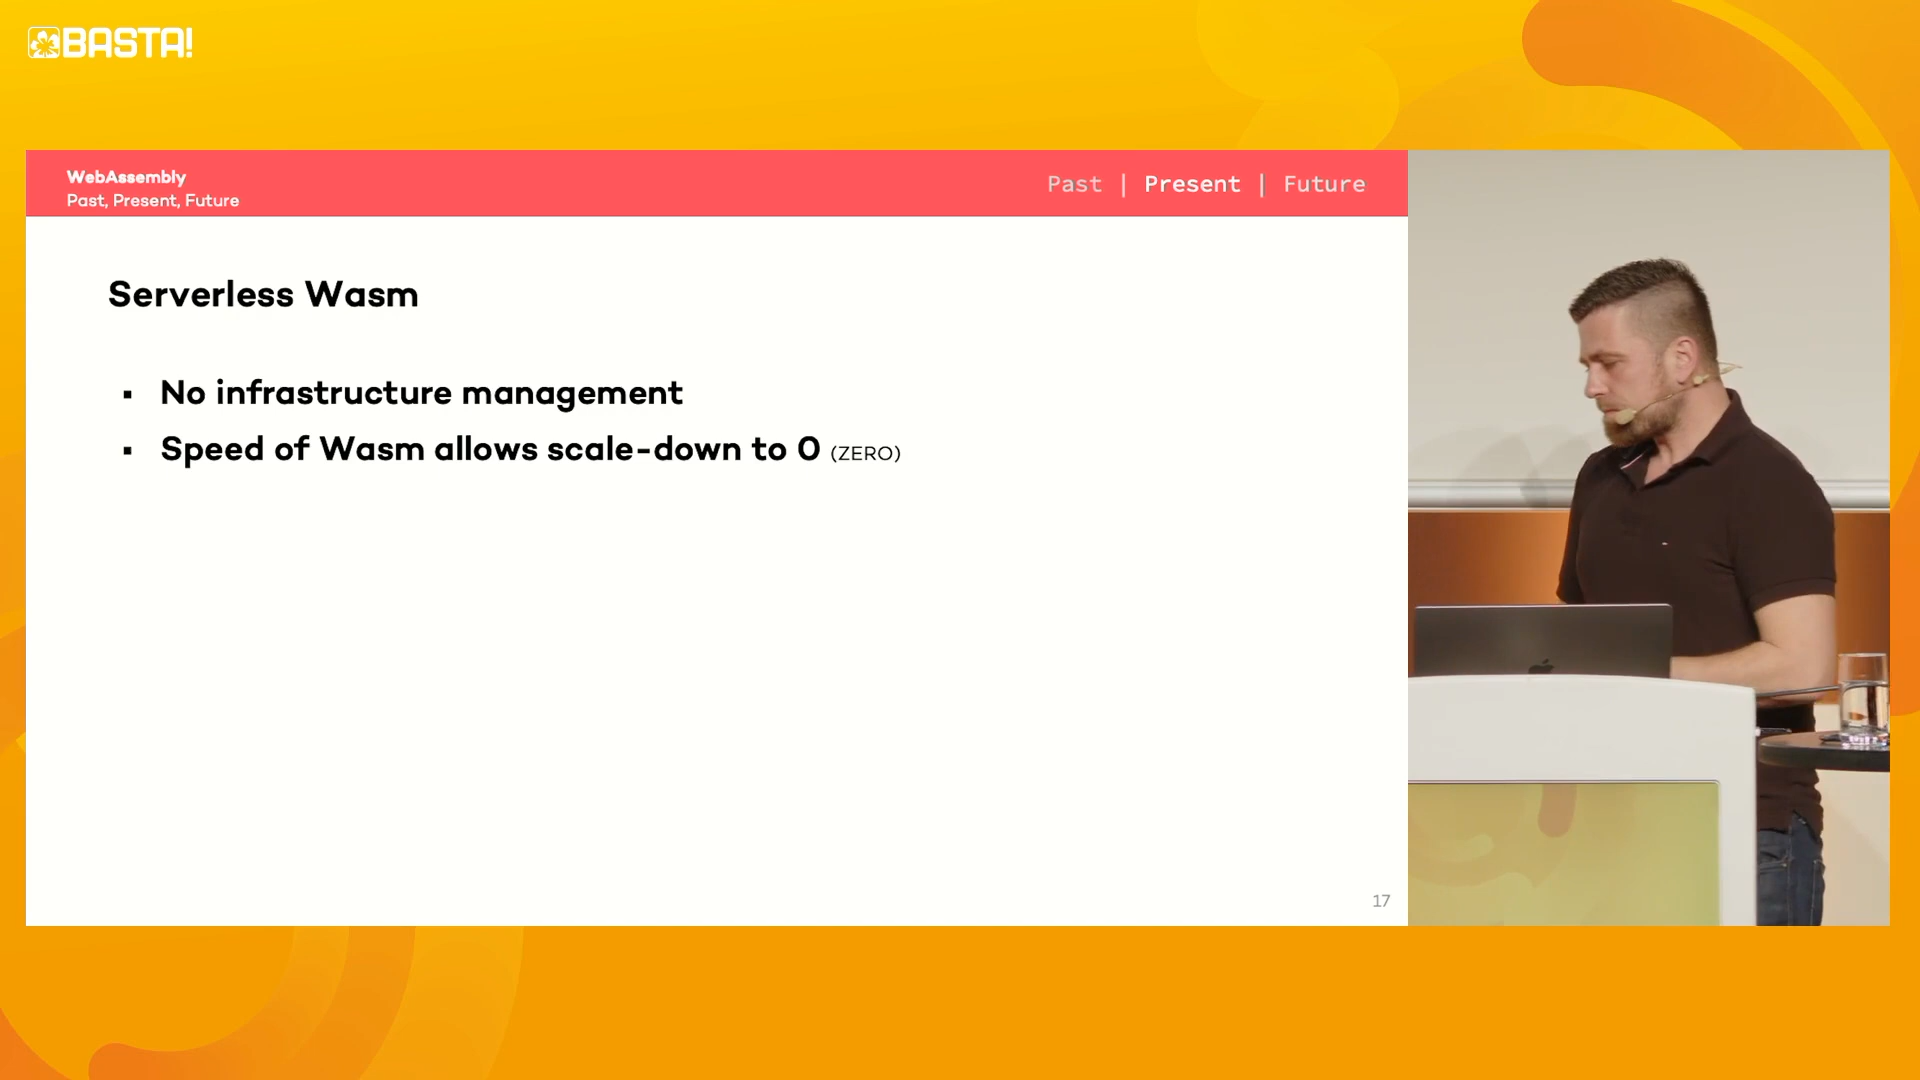 BASTA!
WebAssembly
Past, Present, Future
Past | Present | Future
Serverless Wasm
▪ No infrastructure management
▪ Speed of Wasm allows scale-down to 0 (ZERO)
17